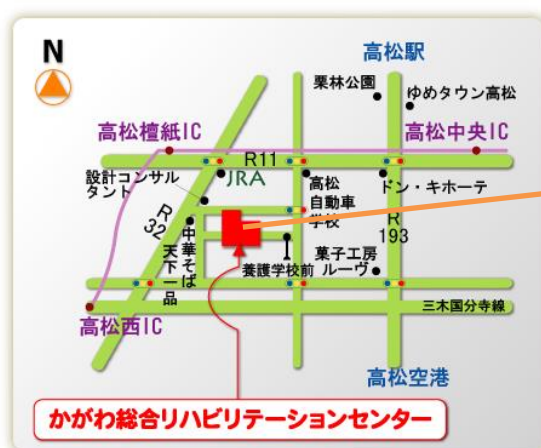 N
高松駅
栗林公園
ゆめタウン高松
高松檀紙IC
高松中央IC
R11
設計コンサル
タント
JRA
高松
自動車
学校
ドン・キホーテ
R
32
R
193
中華そば
天下一品
養護学校前
菓子工房
ルーヴ
三木国分寺線
高松西IC
高松空港
かがわ総合リハビリテーションセンター